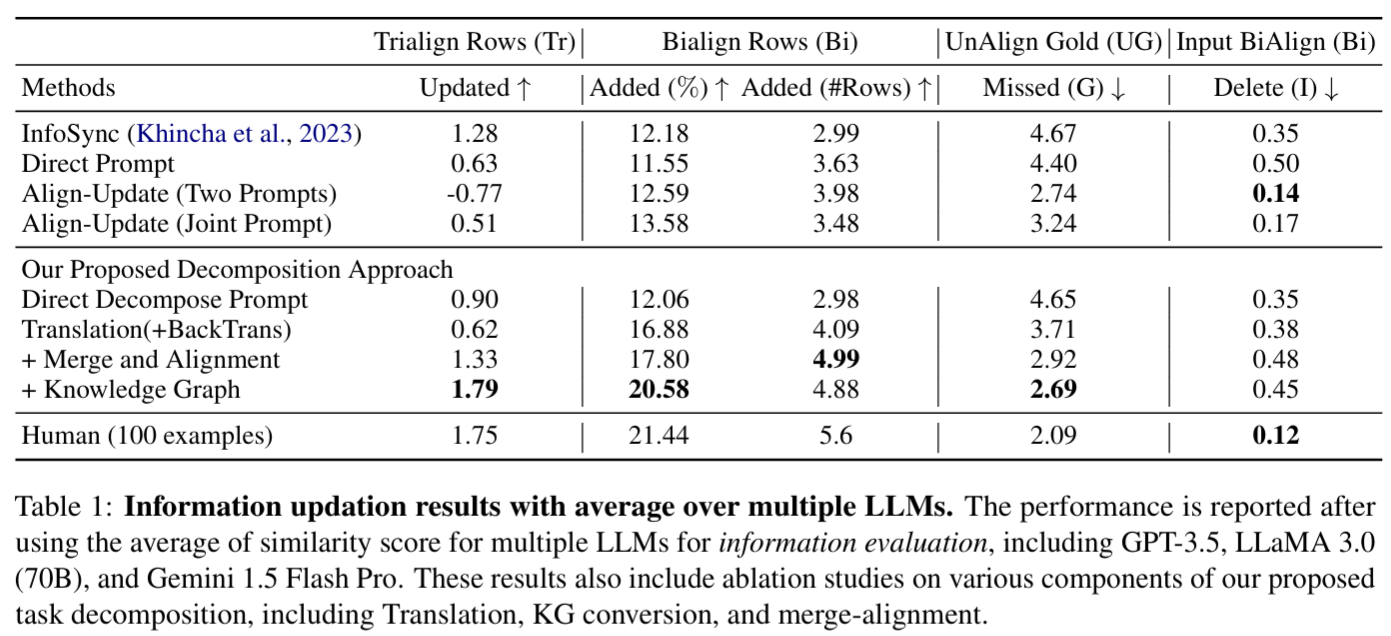 Trialign Rows (Tr) Bialign Rows (Bi) UnAlign Gold (UG) Input BiAlign (Bi)
Methods Updated ↑ Added (%) ↑ Added (#Rows) ↑ Missed (G) ↓ Delete (I) ↓
InfoSync (Khincha et al., 2023) 1.28 12.18 2.99 4.67 0.35
Direct Prompt 0.63 11.55 3.63 4.40 0.50
Align-Update (Two Prompts) -0.77 12.59 3.98 2.74 0.14
Align-Update (Joint Prompt) 0.51 13.58 3.48 3.24 0.17
Our Proposed Decomposition Approach
Direct Decompose Prompt 0.90 12.06 2.98 4.65 0.35
Translation(+BackTrans) 0.62 16.88 4.09 3.71 0.38
+ Merge and Alignment 1.33 17.80 4.99 2.92 0.48
+ Knowledge Graph 1.79 20.58 4.88 2.69 0.45
Human (100 examples) 1.75 21.44 5.6 2.09 0.12
Table 1: Information updation results with average over multiple LLMs. The performance is reported after
using the average of similarity score for multiple LLMs for information evaluation, including GPT-3.5, LLaMA 3.0
(70B), and Gemini 1.5 Flash Pro. These results also include ablation studies on various components of our proposed
task decomposition, including Translation, KG conversion, and merge-alignment.